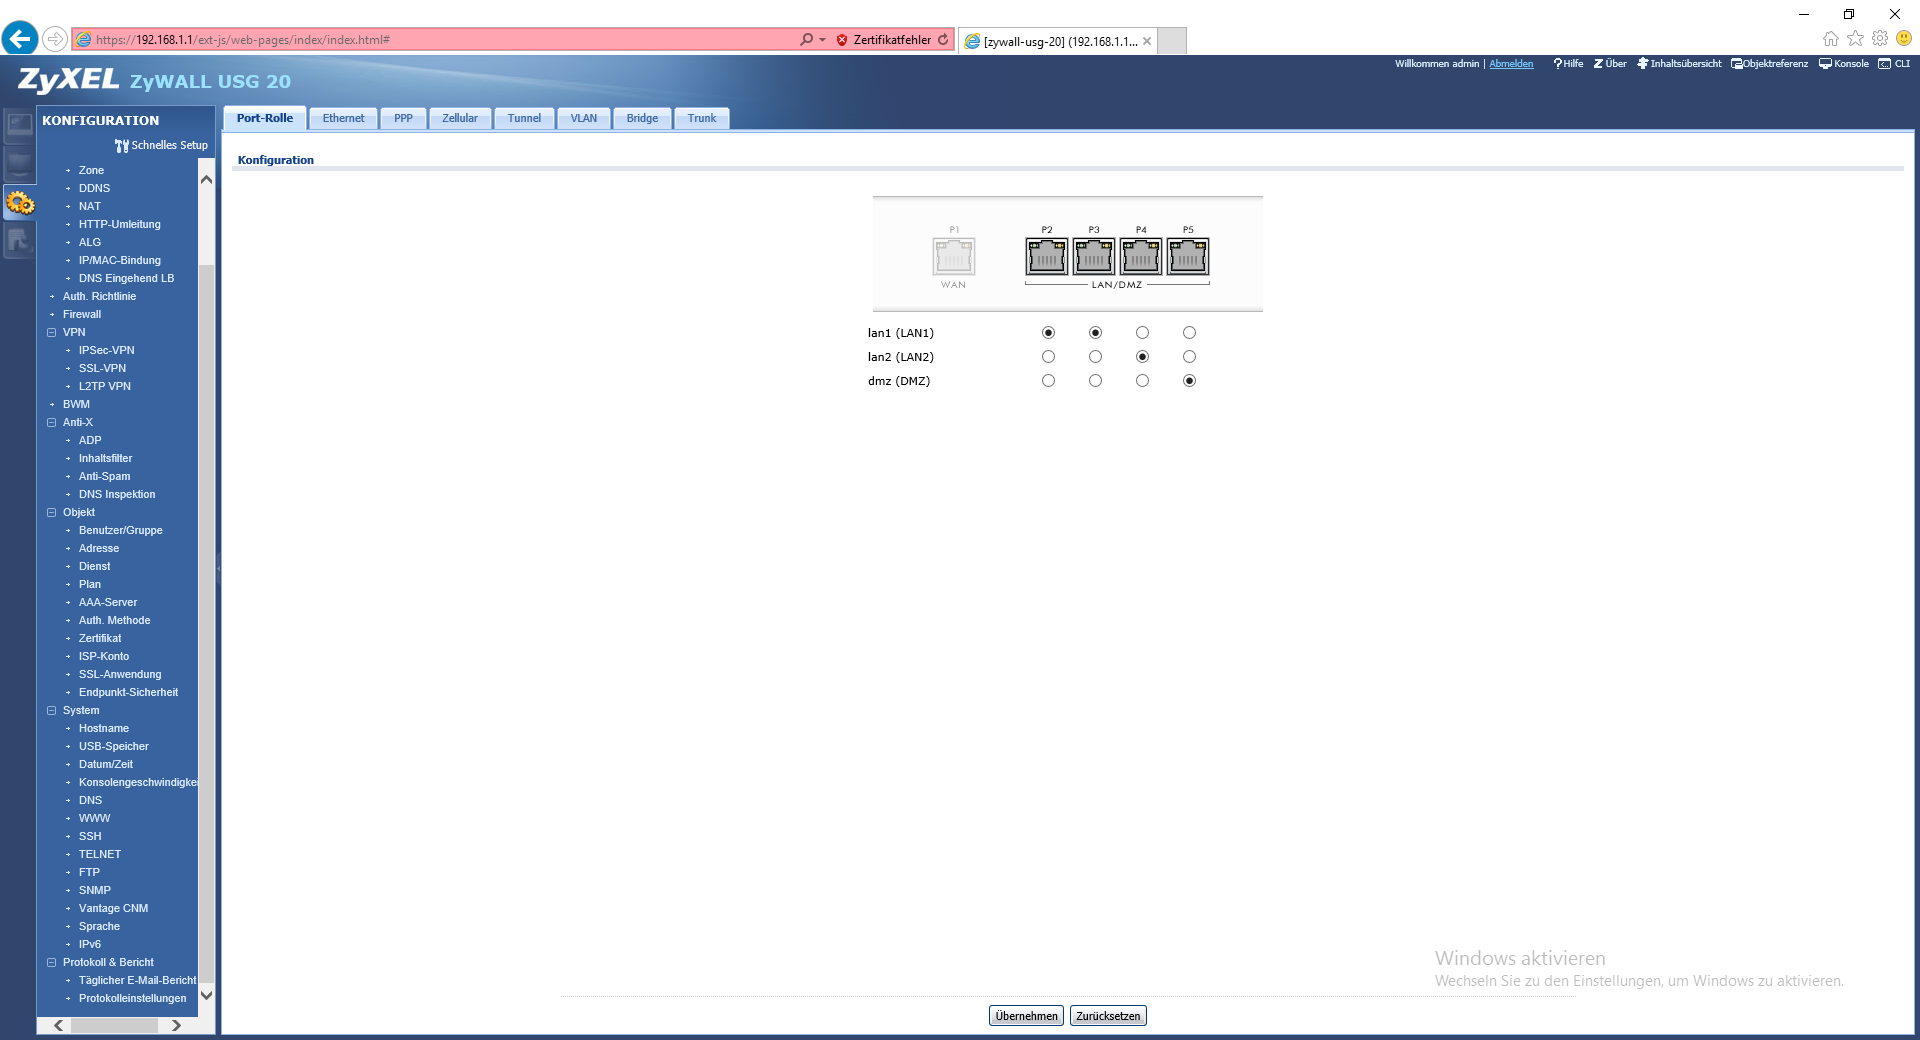 https://192.168.1.1/ext-js/web-pages/index/index.html#
Zertifikatfehler
[zywall-usg-20] (192.168.1.1...
ZyXEL ZyWALL USG 20
Willkommen admin | Abmelden
?Hilfe
Z Über
Inhaltsübersicht
Objektreferenz
Konsole
CLI
KONFIGURATION
Schnelles Setup
Port-Rolle
Ethernet
PPP
Zellular
Tunnel
VLAN
Bridge
Trunk
Zone
DDNS
NAT
HTTP-Umleitung
ALG
IP/MAC-Bindung
DNS Eingehend LB
Auth. Richtlinie
Firewall
VPN
IPSec-VPN
SSL-VPN
L2TP VPN
BWM
Anti-X
ADP
Inhaltsfilter
Anti-Spam
DNS Inspektion
Objekt
Benutzer/Gruppe
Adresse
Dienst
Plan
AAA-Server
Auth. Methode
Zertifikat
ISP-Konto
SSL-Anwendung
Endpunkt-Sicherheit
System
Hostname
USB-Speicher
Datum/Zeit
Konsolengeschwindigkei
DNS
WWW
SSH
TELNET
FTP
SNMP
Vantage CNM
Sprache
IPv6
Protokoll & Bericht
Täglicher E-Mail-Bericht
Protokolleinstellungen
Konfiguration
P1 P2 P3 P4 P5
WAN LAN/DMZ
lan1 (LAN1)
lan2 (LAN2)
dmz (DMZ)
Windows aktivieren
Wechseln Sie zu den Einstellungen, um Windows zu aktivieren.
Übernehmen
Zurücksetzen